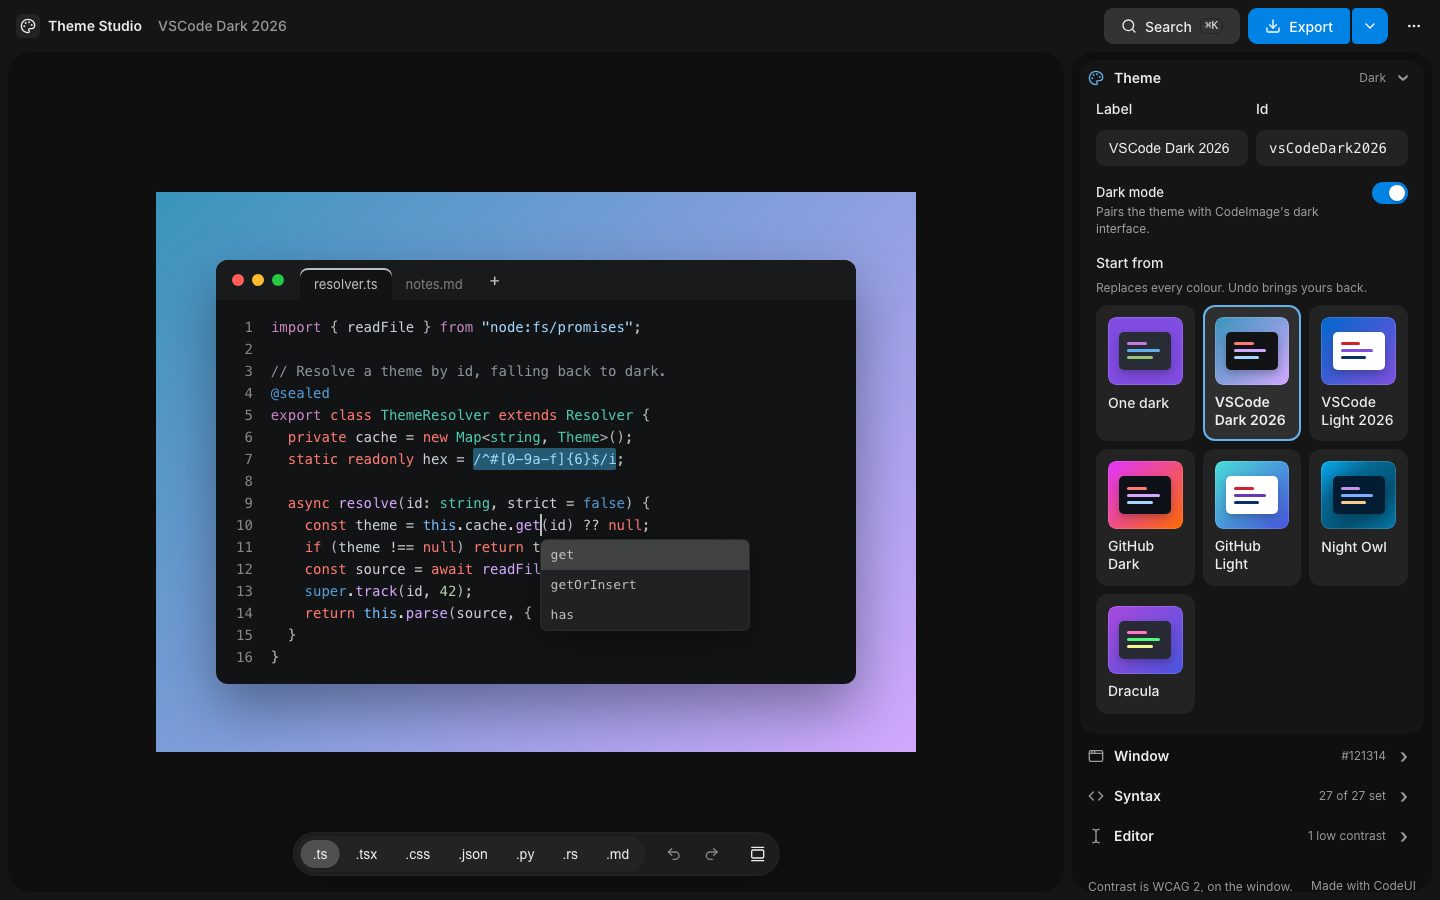 Theme Studio VSCode Dark 2026
Search ⌘K Export
Theme Dark
Label Id
VSCode Dark 2026 vsCodeDark2026
Dark mode
Pairs the theme with CodeImage's dark
interface.
Start from
Replaces every colour. Undo brings yours back.
One dark
VSCode
Dark 2026
VSCode
Light 2026
GitHub
Dark
GitHub
Light
Night Owl
Dracula
Window #121314
Syntax 27 of 27 set
Editor 1 low contrast
Contrast is WCAG 2, on the window. Made with CodeUI
resolver.ts notes.md +
1 import { readFile } from "node:fs/promises";
2
3 // Resolve a theme by id, falling back to dark.
4 @sealed
5 export class ThemeResolver extends Resolver {
6 private cache = new Map<string, Theme>();
7 static readonly hex = /^#[0-9a-f]{6}$/i;
8
9 async resolve(id: string, strict = false) {
10 const theme = this.cache.get(id) ?? null;
11 if (theme !== null) return t
12 const source = await readFil
13 super.track(id, 42);
14 return this.parse(source, {
15 }
16 }
get
getOrInsert
has
.ts .tsx .css .json .py .rs .md